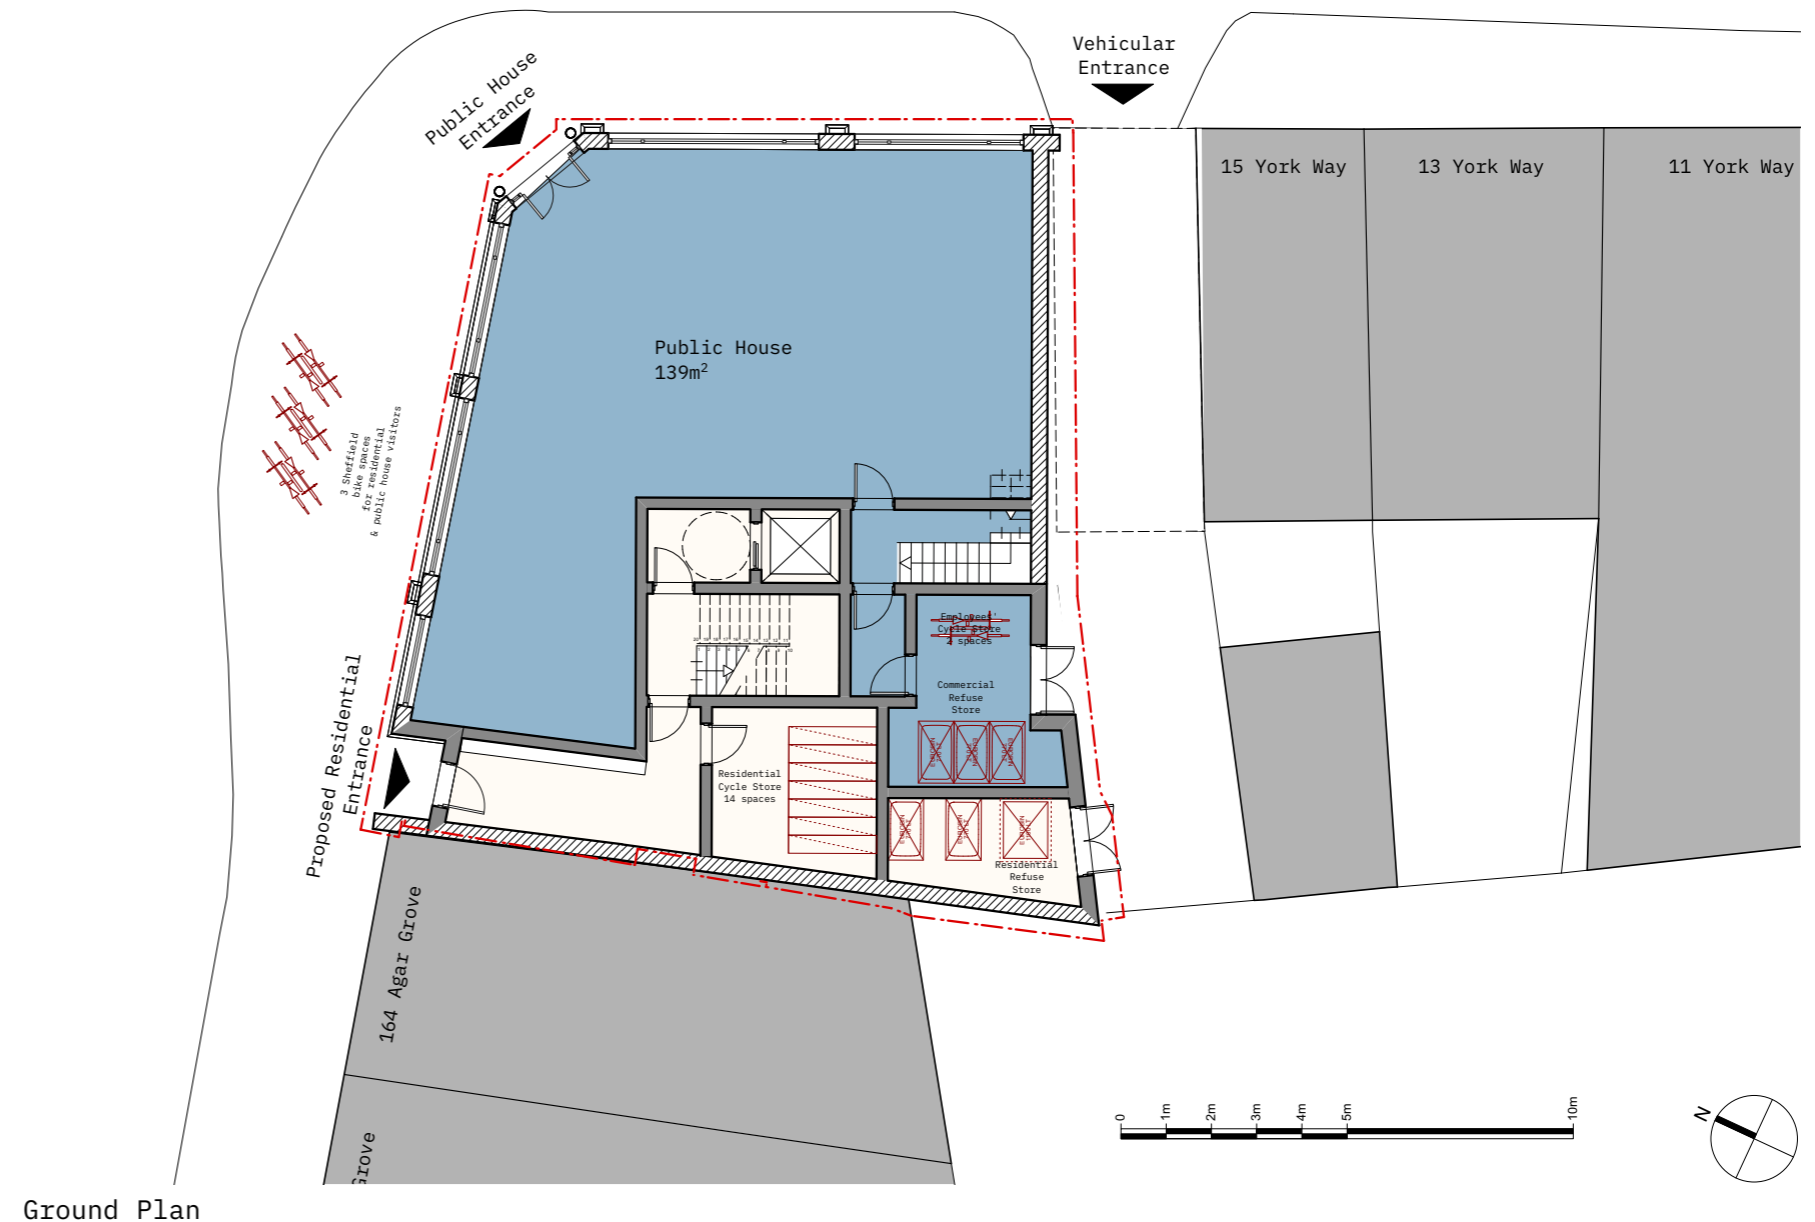 Vehicular
Entrance
Public House
Entrance
15 York Way
13 York Way
11 York Way
Public House
139m²
3 Sheffield
bike spaces
for residential
& public house visitors
Employees'
Cycle Store
2 spaces
Commercial
Refuse
Store
Proposed Residential
Entrance
Residential
Cycle Store
14 spaces
Residential
Refuse
Store
164 Agar Grove
Grove
0 1m 2m 3m 4m 5m 10m
N
Ground Plan